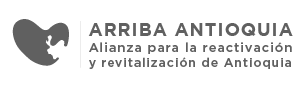 ARRIBA ANTIOQUIA
Alianza para la reactivación
y revitalización de Antioquia